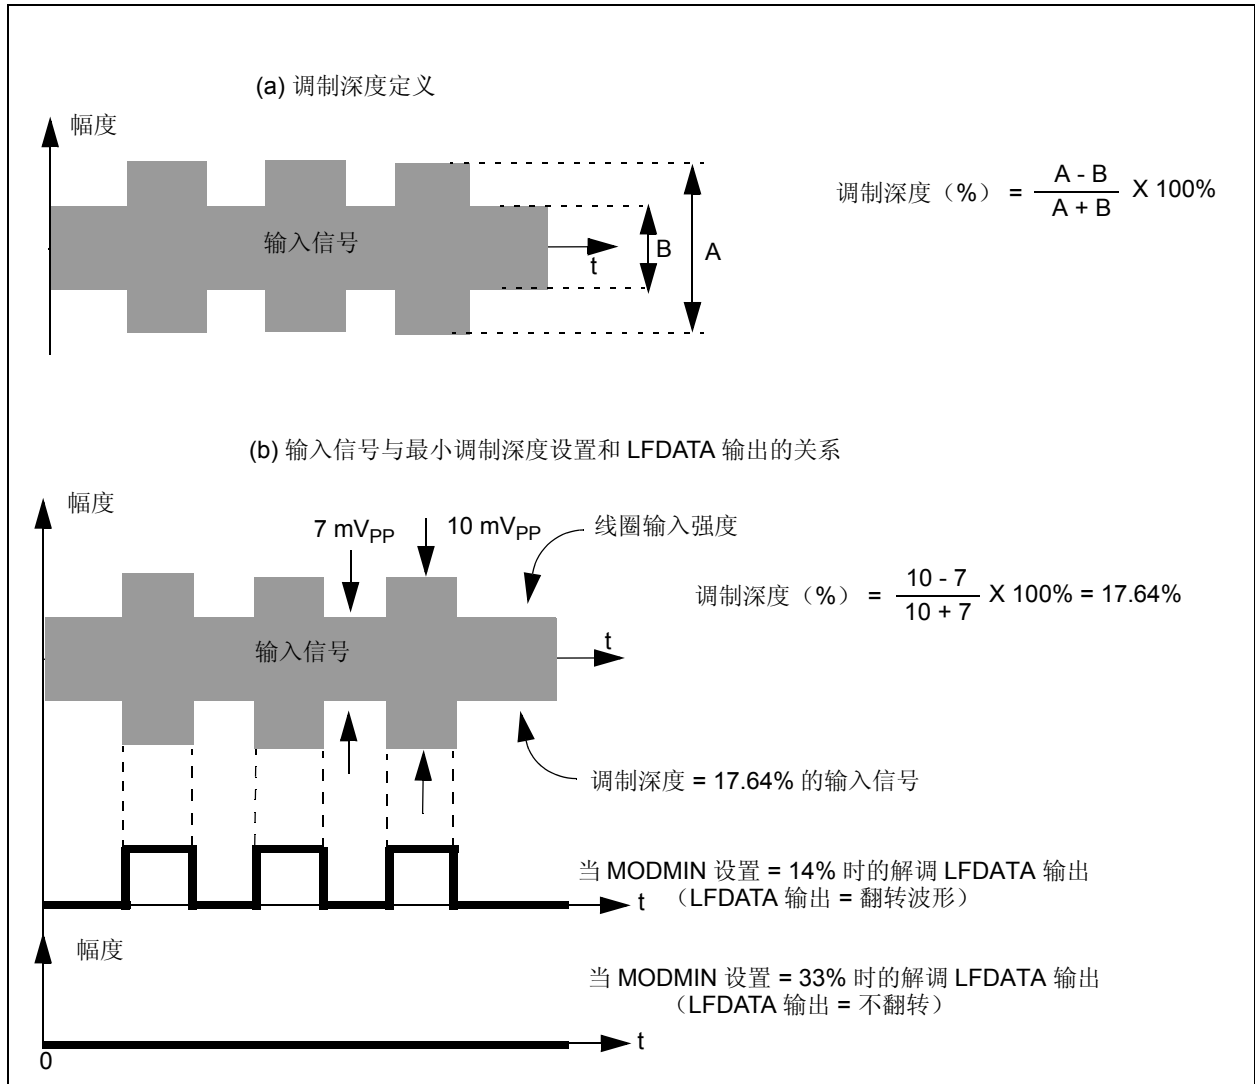 (a) 调制深度定义
幅度
调制深度（%） = A - B / A + B X 100%
输入信号
t
B
A
(b) 输入信号与最小调制深度设置和 LFDATA 输出的关系
幅度
7 mVPP
10 mVPP
线圈输入强度
调制深度（%） = 10 - 7 / 10 + 7 X 100% = 17.64%
输入信号
t
调制深度 = 17.64% 的输入信号
当 MODMIN 设置 = 14% 时的解调 LFDATA 输出
（LFDATA 输出 = 翻转波形）
t
幅度
当 MODMIN 设置 = 33% 时的解调 LFDATA 输出
（LFDATA 输出 = 不翻转）
t
0